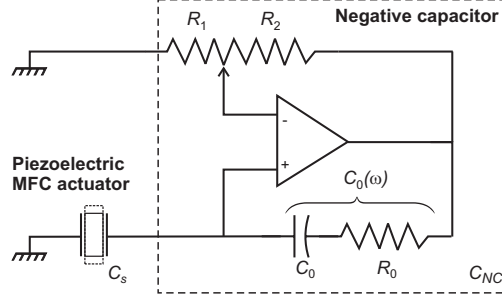 Negative capacitor
R1 R2
-
+
Piezoelectric
MFC actuator
C0(ω)
Cs
C0
R0
CNC